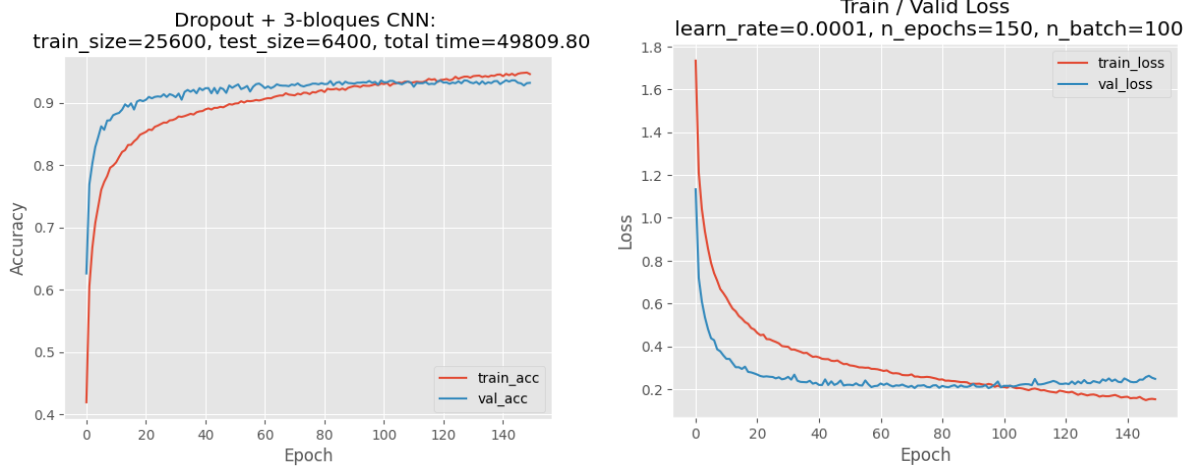 Dropout + 3-bloques CNN:
train_size=25600, test_size=6400, total time=49809.80
0.9
0.8
0.7
0.6
0.5
0.4
Accuracy
train_acc
val_acc
0 20 40 60 80 100 120 140
Epoch
Train / Valid Loss
learn_rate=0.0001, n_epochs=150, n_batch=100
1.8
1.6
1.4
1.2
1.0
0.8
0.6
0.4
0.2
Loss
train_loss
val_loss
0 20 40 60 80 100 120 140
Epoch